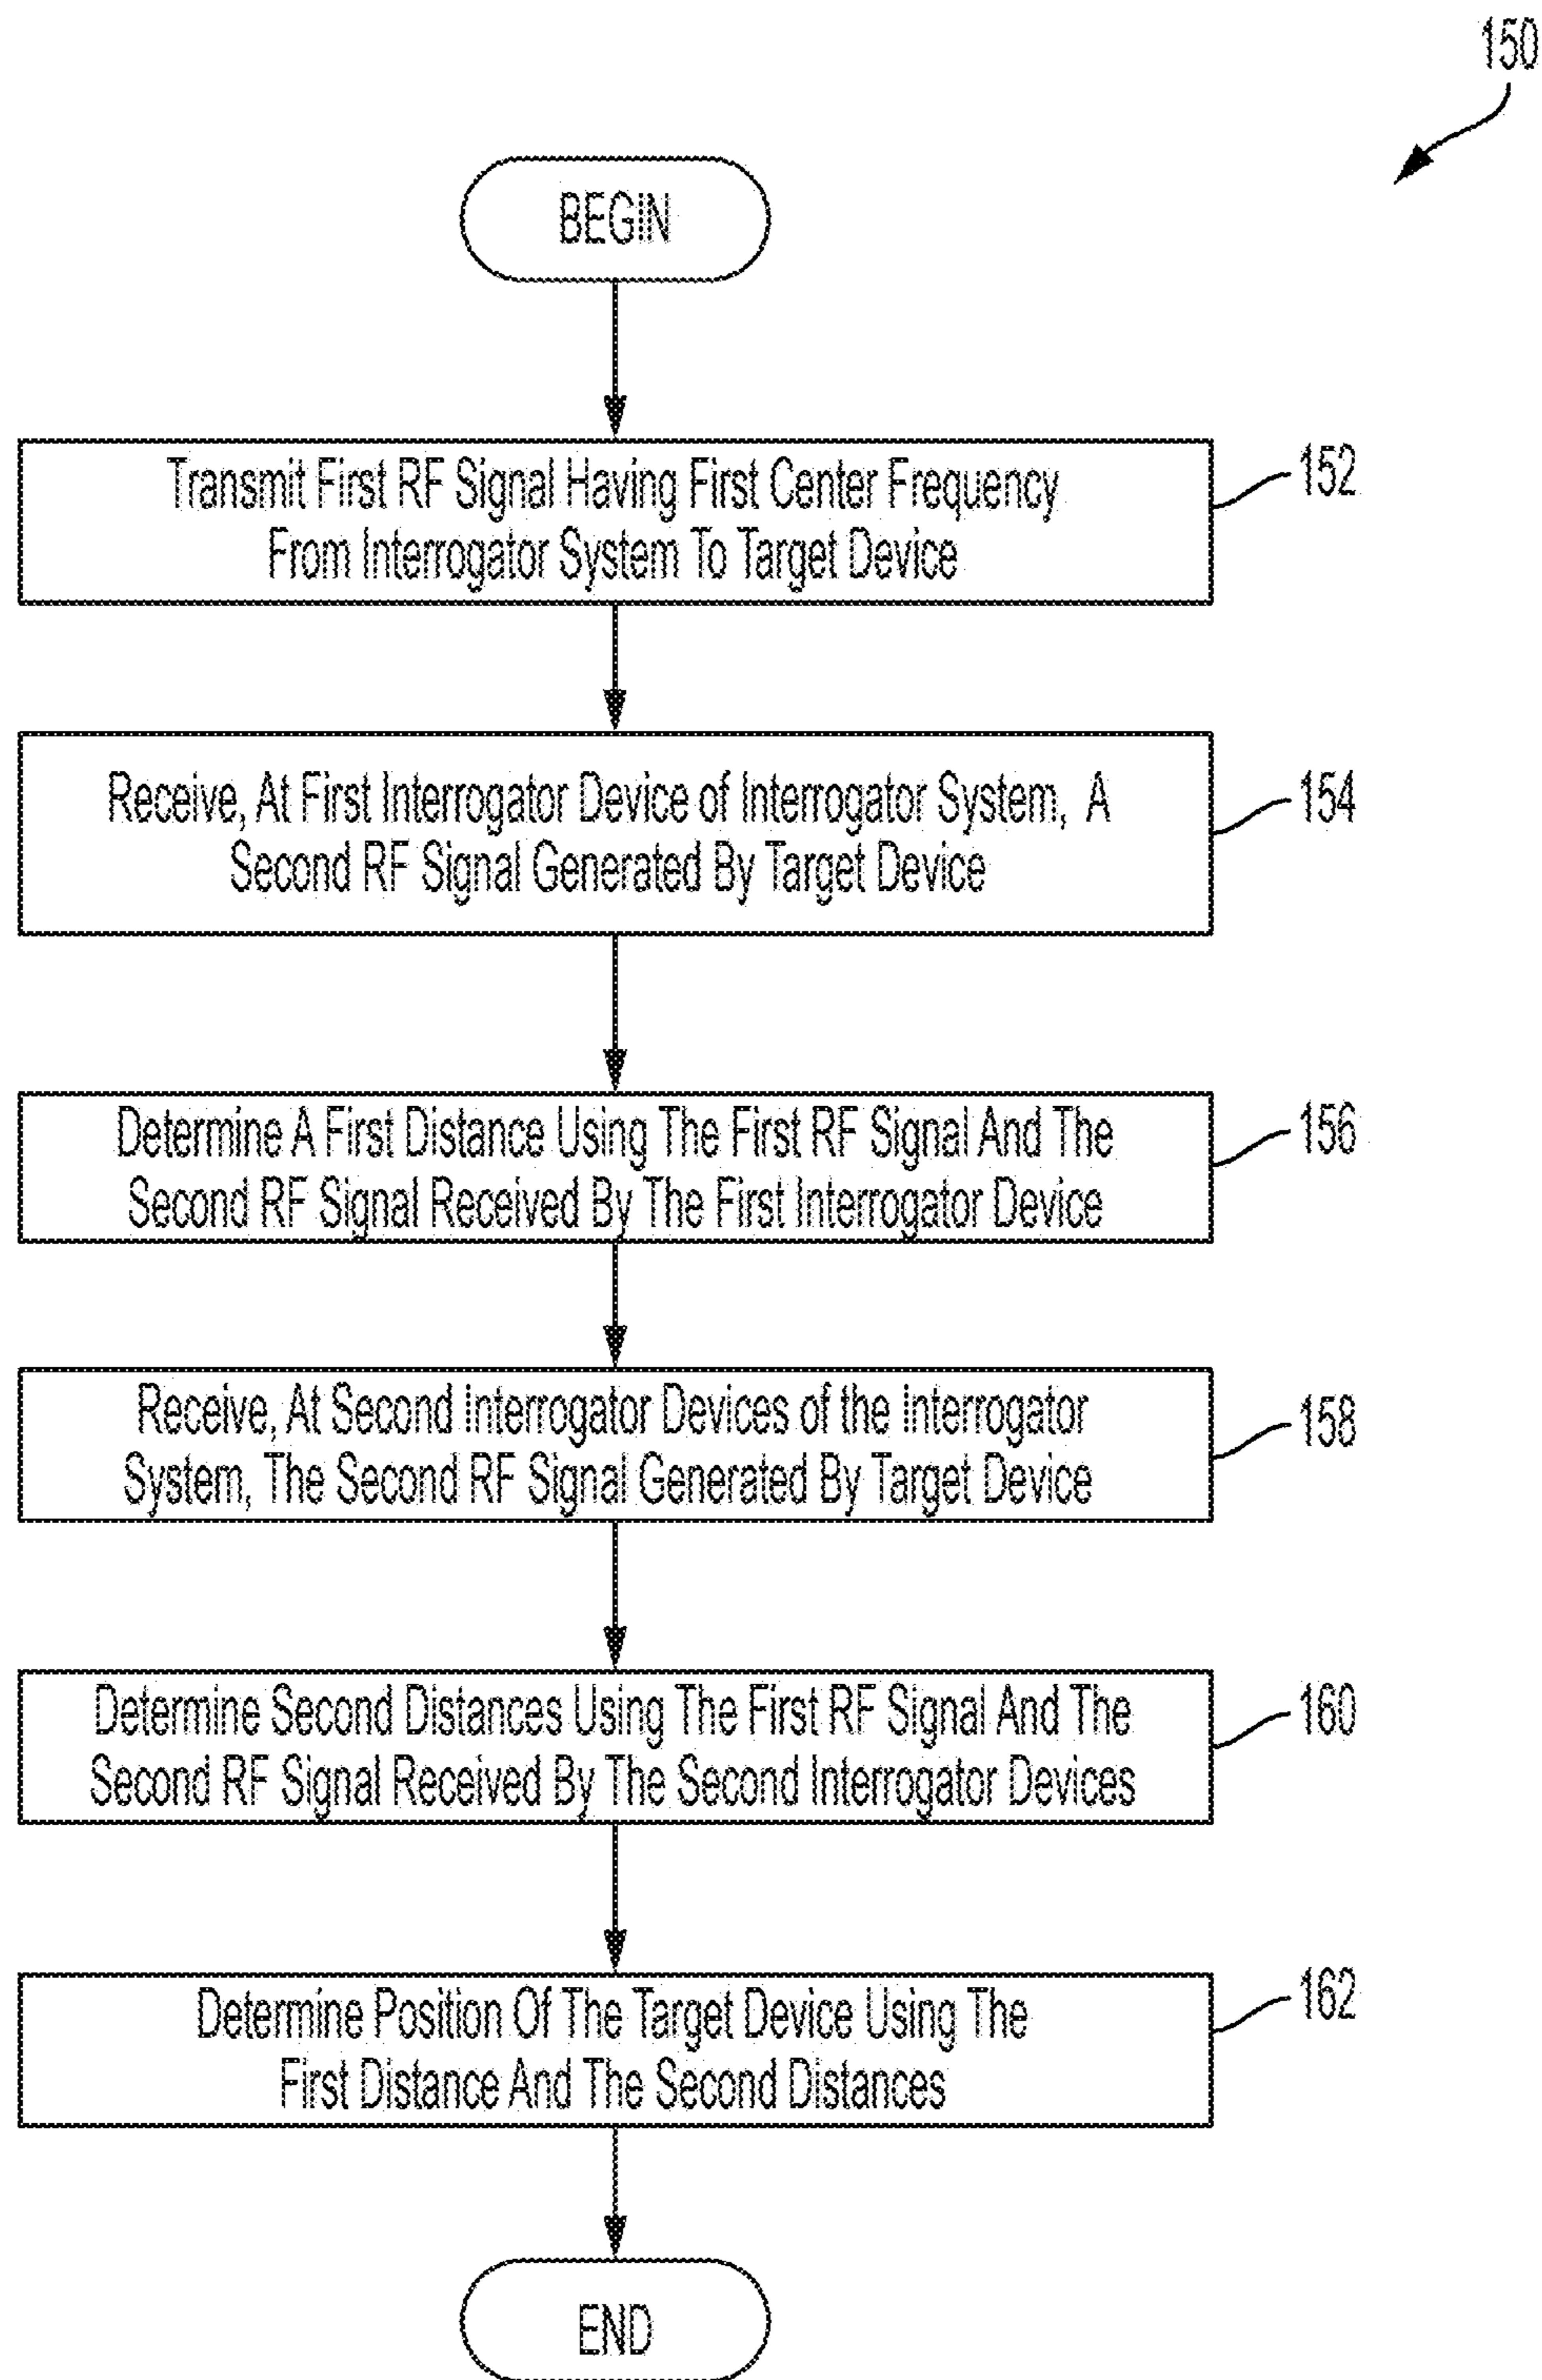 150
BEGIN
Transmit First RF Signal Having First Center Frequency
From Interrogator System To Target Device
152
Receive, At First Interrogator Device of Interrogator System, A
Second RF Signal Generated By Target Device
154
Determine A First Distance Using The First RF Signal And The
Second RF Signal Received By The First Interrogator Device
156
Receive, At Second Interrogator Devices of the Interrogator
System, The Second RF Signal Generated By Target Device
158
Determine Second Distances Using The First RF Signal And The
Second RF Signal Received By The Second Interrogator Devices
160
Determine Position Of The Target Device Using The
First Distance And The Second Distances
162
END